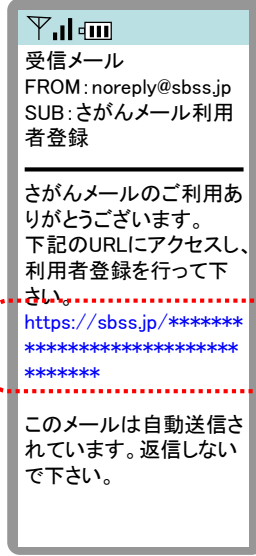 受信メール
FROM：noreply@sbss.jp
SUB：さがんメール利用
者登録
さがんメールのご利用あ
りがとうございます。
下記のURLにアクセスし、
利用者登録を行って下
さい。
https://sbss.jp/*******
********************
*******
このメールは自動送信さ
れています。返信しない
で下さい。